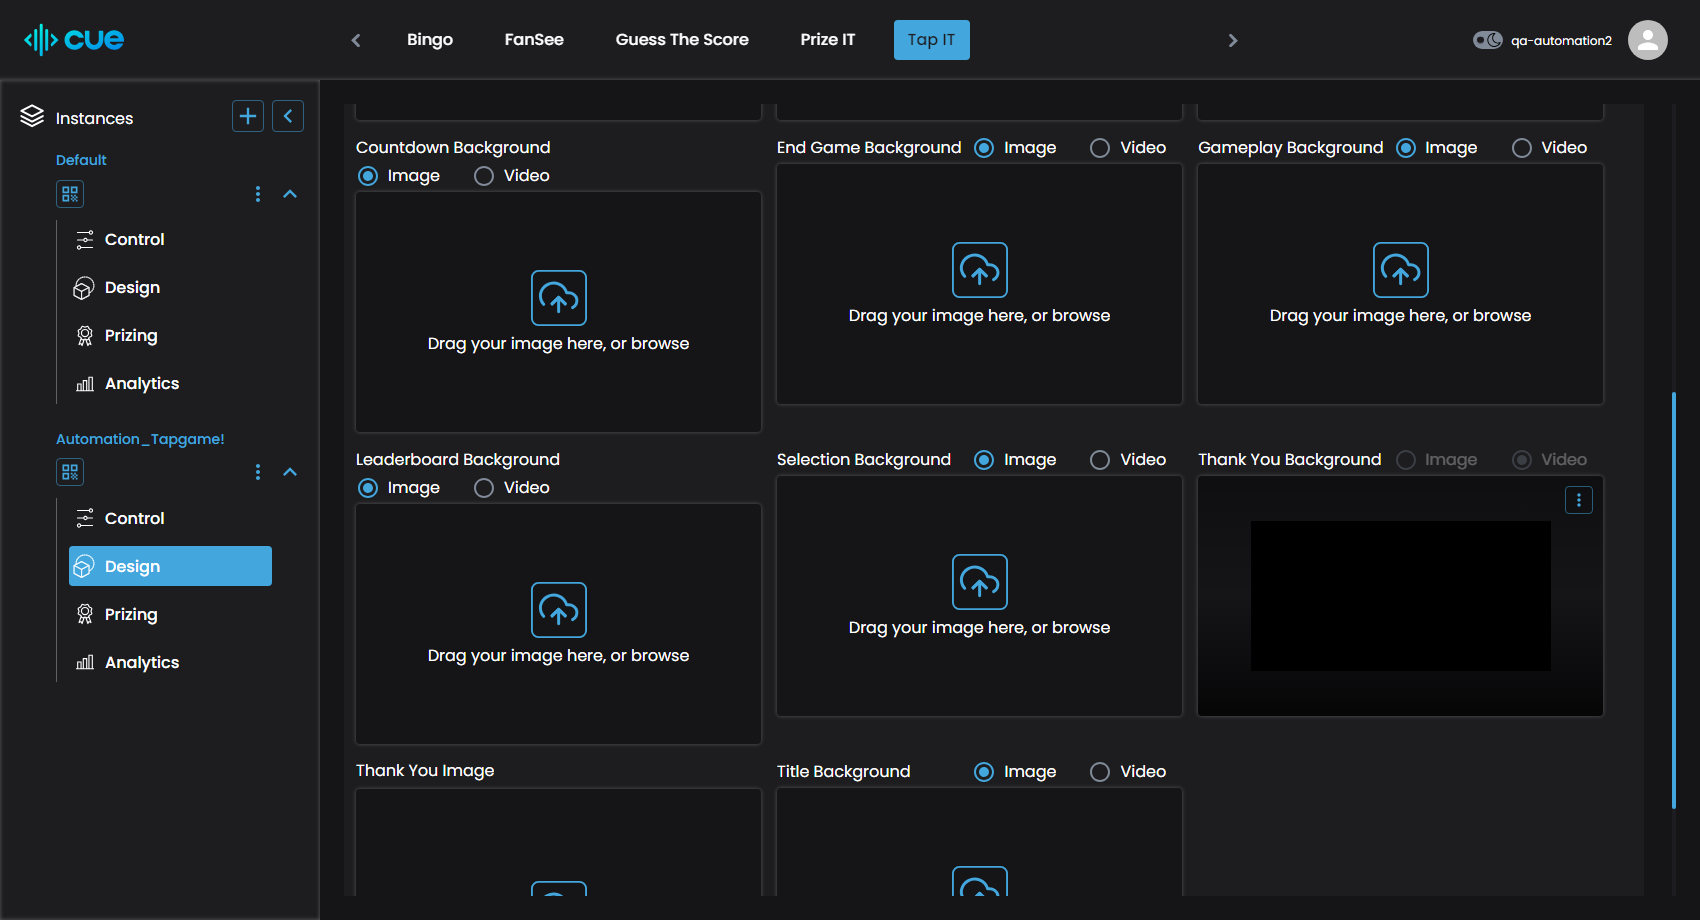 cue
Bingo FanSee Guess The Score Prize IT Tap IT
qa-automation2
Instances
Default
Control
Design
Prizing
Analytics
Automation_Tapgame!
Control
Design
Prizing
Analytics
Countdown Background
Image Video
Drag your image here, or browse
End Game Background Image Video
Drag your image here, or browse
Gameplay Background Image Video
Drag your image here, or browse
Leaderboard Background
Image Video
Drag your image here, or browse
Selection Background Image Video
Drag your image here, or browse
Thank You Background Image Video
Thank You Image
Title Background Image Video